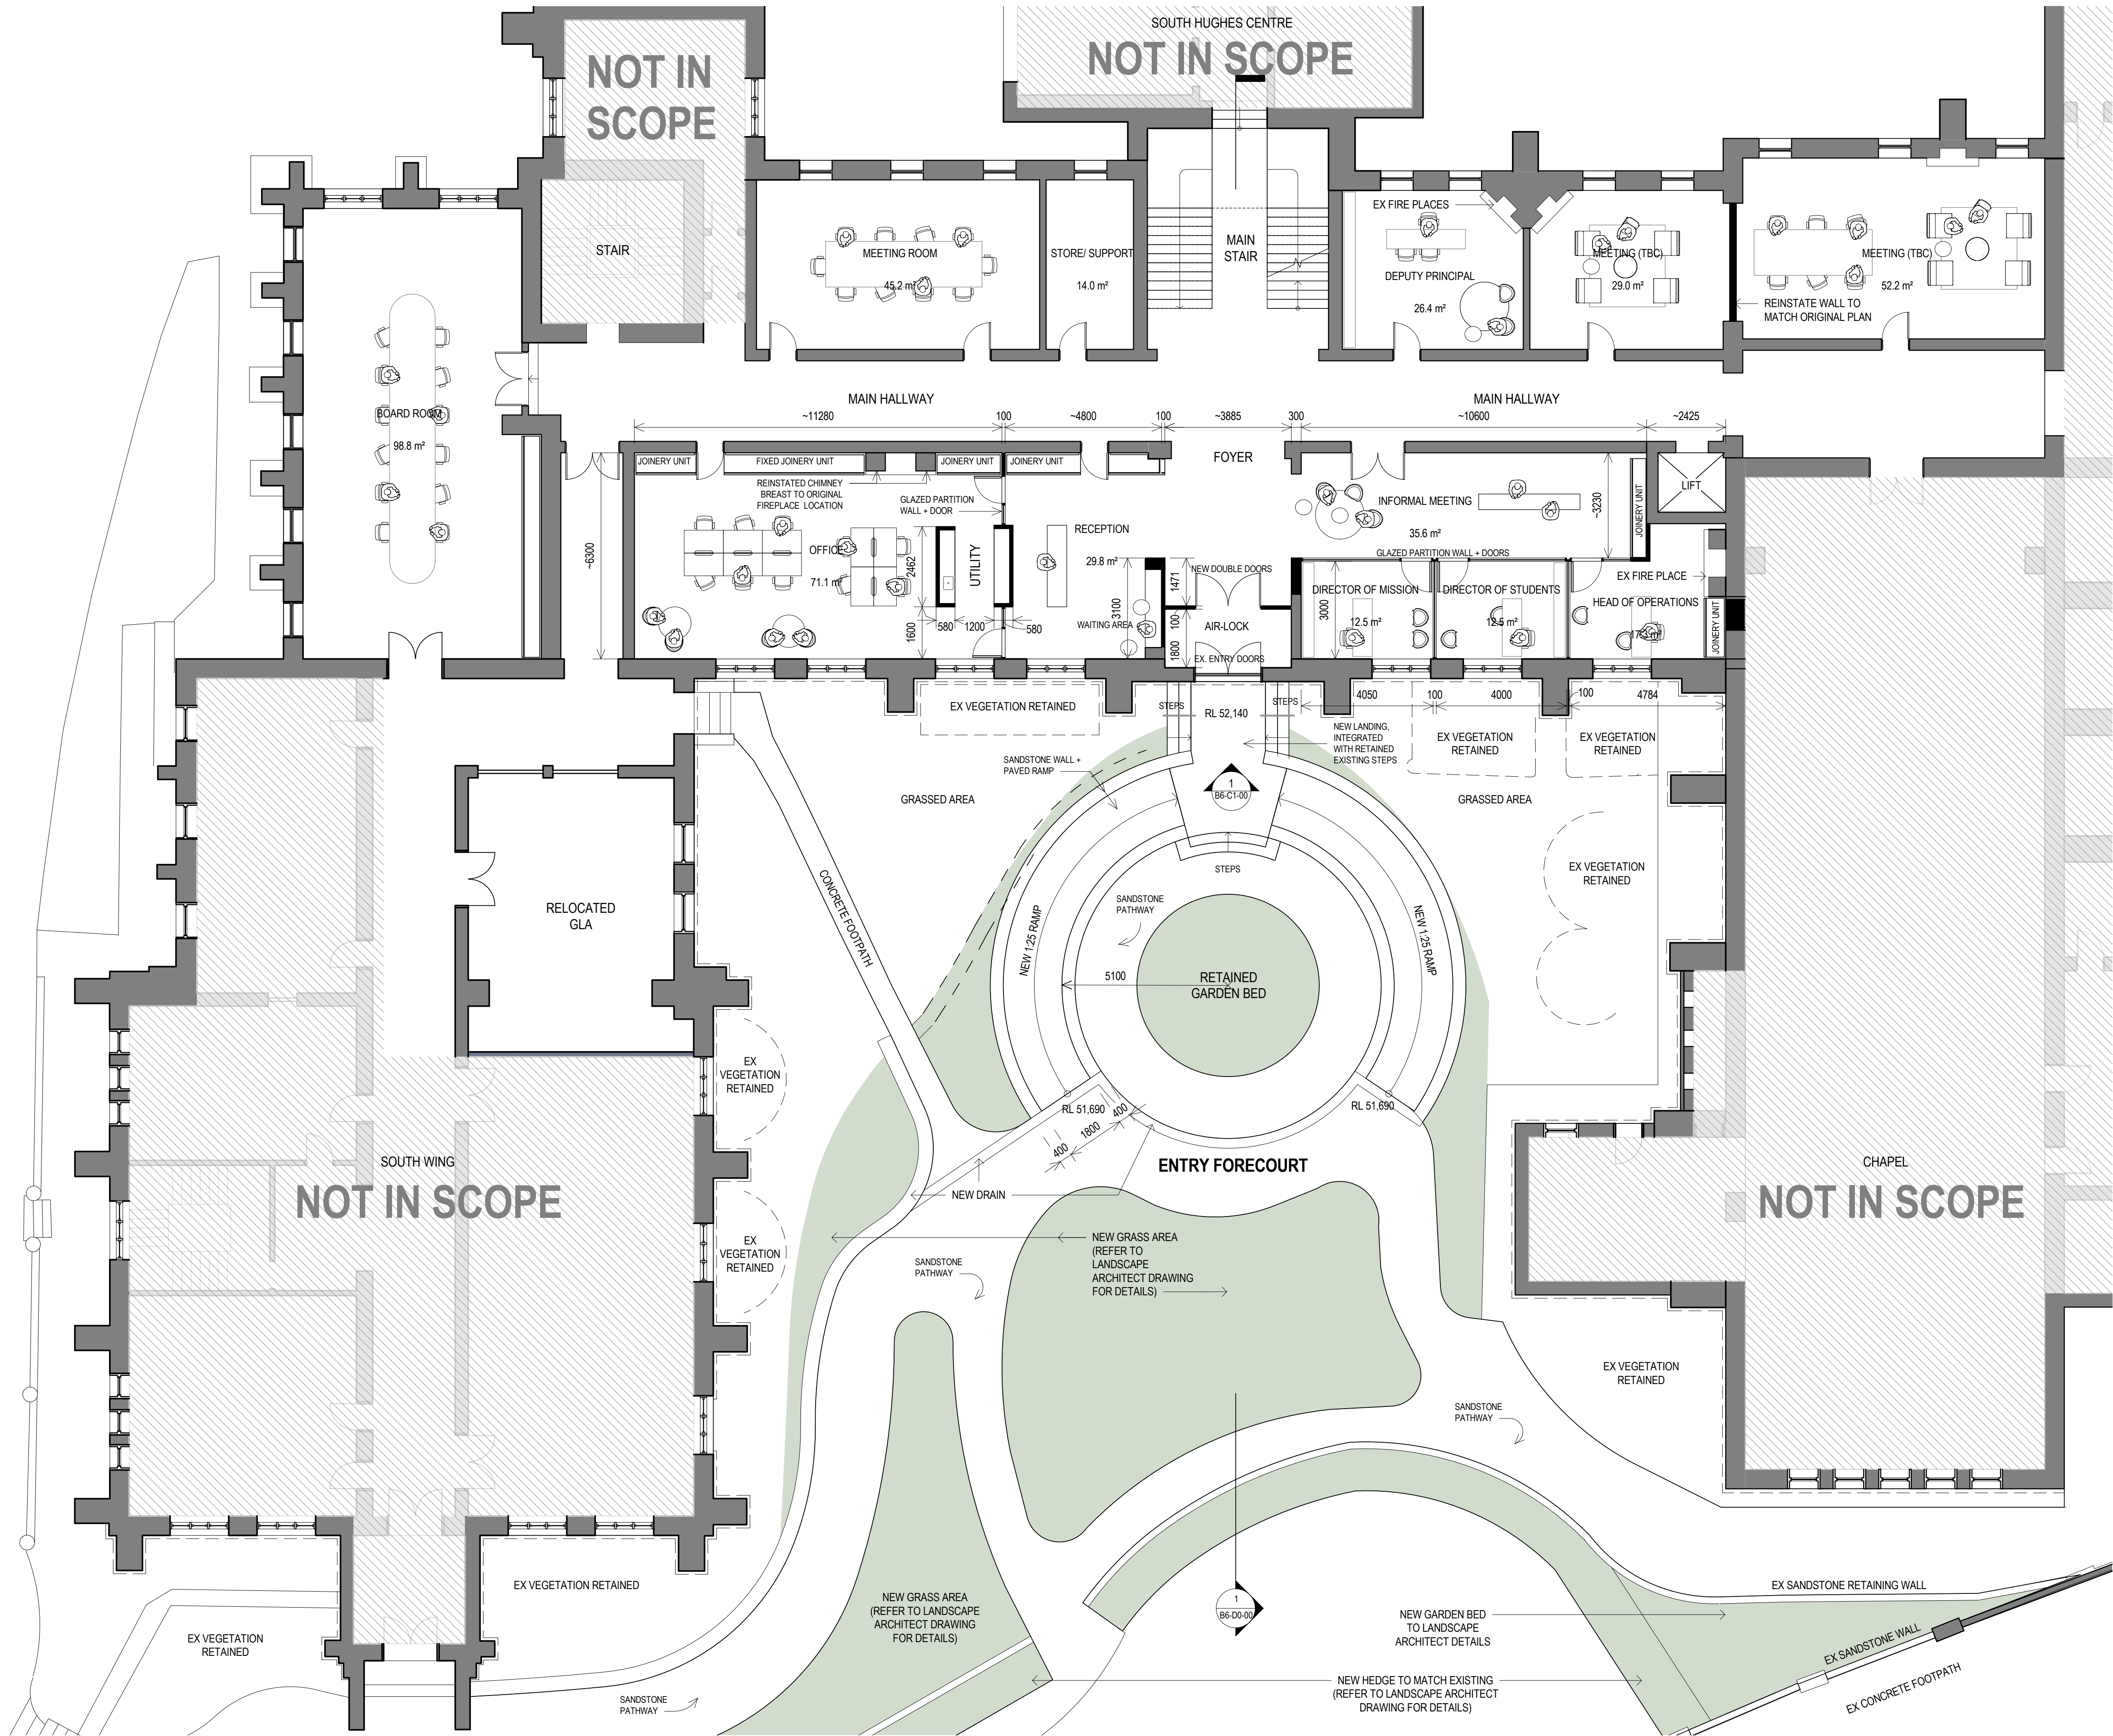 SOUTH HUGHES CENTRE
NOT IN SCOPE
NOT IN
SCOPE
STAIR
MEETING ROOM
45.2 m²
STORE/ SUPPORT
14.0 m²
MAIN
STAIR
EX FIRE PLACES
DEPUTY PRINCIPAL
26.4 m²
MEETING (TBC)
29.0 m²
MEETING (TBC)
52.2 m²
REINSTATE WALL TO
MATCH ORIGINAL PLAN
BOARD ROOM
98.8 m²
MAIN HALLWAY
MAIN HALLWAY
~11280
100
~4800
100
~3885
300
~10600
~2425
JOINERY UNIT
FIXED JOINERY UNIT
JOINERY UNIT
JOINERY UNIT
FOYER
REINSTATED CHIMNEY
BREAST TO ORIGINAL
FIREPLACE LOCATION
GLAZED PARTITION
WALL + DOOR
~6300
OFFICE
71.1 m²
2462
UTILITY
1600
580
1200
580
RECEPTION
29.8 m²
3100
WAITING AREA
1471
100
1800
NEW DOUBLE DOORS
AIR-LOCK
EX. ENTRY DOORS
INFORMAL MEETING
35.6 m²
~3230
JOINERY UNIT
LIFT
GLAZED PARTITION WALL + DOORS
3000
DIRECTOR OF MISSION
12.5 m²
DIRECTOR OF STUDENTS
12.5 m²
EX FIRE PLACE
HEAD OF OPERATIONS
JOINERY UNIT
EX VEGETATION RETAINED
STEPS
RL 52,140
STEPS
4050
100
4000
100
4784
NEW LANDING,
INTEGRATED
WITH RETAINED
EXISTING STEPS
EX VEGETATION
RETAINED
EX VEGETATION
RETAINED
SANDSTONE WALL +
PAVED RAMP
GRASSED AREA
1
B6-C1-00
GRASSED AREA
STEPS
EX VEGETATION
RETAINED
CONCRETE FOOTPATH
RELOCATED
GLA
SANDSTONE
PATHWAY
NEW 1:25 RAMP
NEW 1:25 RAMP
5100
RETAINED
GARDEN BED
EX
VEGETATION
RETAINED
RL 51,690
400
1800
400
RL 51,690
SOUTH WING
NOT IN SCOPE
ENTRY FORECOURT
CHAPEL
NOT IN SCOPE
NEW DRAIN
EX
VEGETATION
RETAINED
NEW GRASS AREA
(REFER TO
LANDSCAPE
ARCHITECT DRAWING
FOR DETAILS)
SANDSTONE
PATHWAY
EX VEGETATION
RETAINED
SANDSTONE
PATHWAY
EX VEGETATION RETAINED
EX SANDSTONE RETAINING WALL
NEW GRASS AREA
(REFER TO LANDSCAPE
ARCHITECT DRAWING
FOR DETAILS)
1
B6-D0-00
NEW GARDEN BED
TO LANDSCAPE
ARCHITECT DETAILS
EX VEGETATION
RETAINED
EX SANDSTONE WALL
NEW HEDGE TO MATCH EXISTING
(REFER TO LANDSCAPE ARCHITECT
DRAWING FOR DETAILS)
EX CONCRETE FOOTPATH
SANDSTONE
PATHWAY